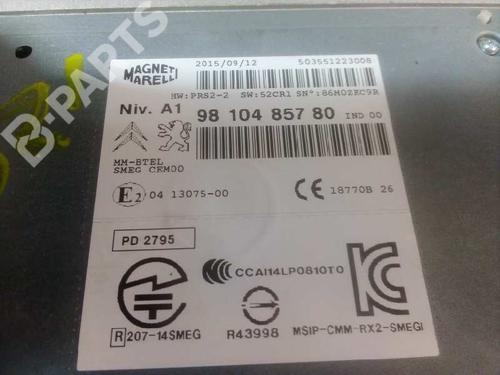 B-PARTS
MAGNETI MARELLI
2015/09/12
503551223008
HW:PRS2-2 SW:52CR1 SN°:86M02EC9R
Niv. A1
98 104 857 80 IND 00
MM-BTEL
SMEG CEM00
E2 04 13075-00
CE 18770B 26
PD 2795
CCAI14LP0810T0
R 207-14SMEG
R43998
MSIP-CMM-RX2-SMEGI